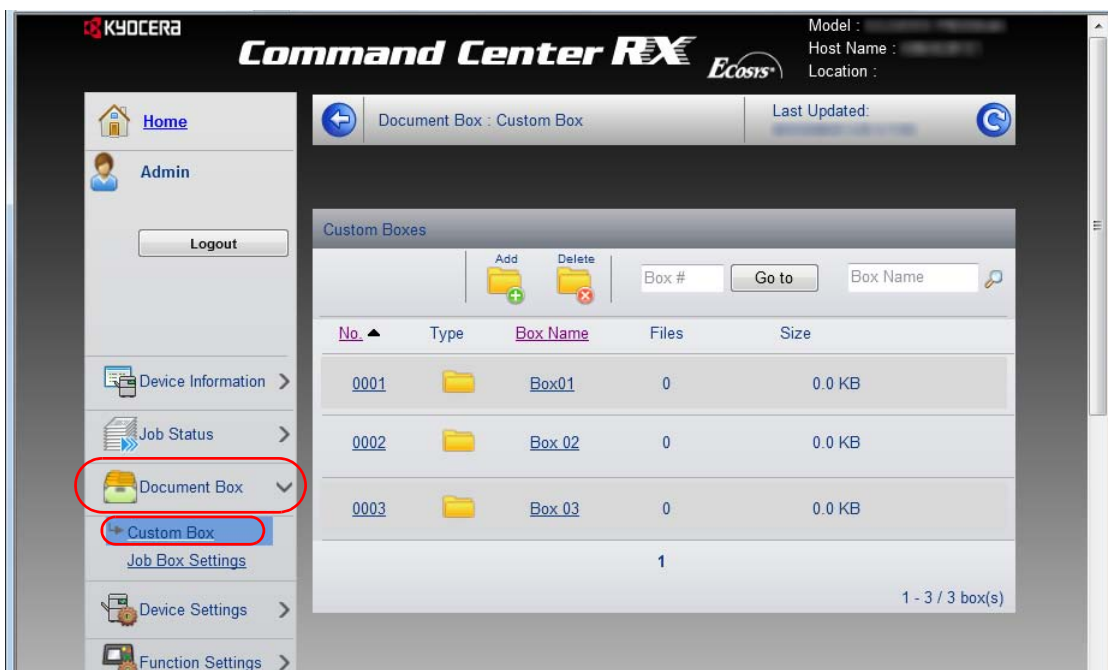 KYOCERA
Command Center RX
Ecosys
Model :
Host Name :
Location :
Home
Admin
Logout
Device Information
Job Status
Document Box
Custom Box
Job Box Settings
Device Settings
Function Settings
Document Box : Custom Box
Last Updated:
Custom Boxes
Add Delete
Box # Go to Box Name
No. Type Box Name Files Size
0001 Box01 0 0.0 KB
0002 Box 02 0 0.0 KB
0003 Box 03 0 0.0 KB
1
1 - 3 / 3 box(s)